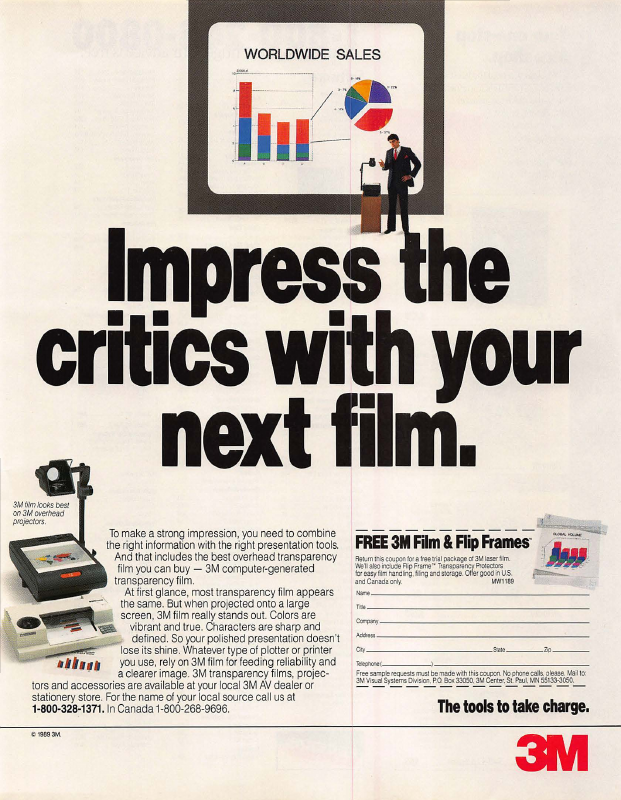 WORLDWIDE SALES
Impress the
critics with your
next film.
3M film looks best
on 3M overhead
projectors.
To make a strong impression, you need to combine
the right information with the right presentation tools.
And that includes the best overhead transparency
film you can buy — 3M computer-generated
transparency film.
At first glance, most transparency film appears
the same. But when projected onto a large
screen, 3M film really stands out. Colors are
vibrant and true. Characters are sharp and
defined. So your polished presentation doesn't
lose its shine. Whatever type of plotter or printer
you use, rely on 3M film for feeding reliability and
a clearer image. 3M transparency films, projec-
tors and accessories are available at your local 3M AV dealer or
stationery store. For the name of your local source call us at
1-800-328-1371. In Canada 1-800-268-9696.
FREE 3M Film & Flip Frames™
GLOBAL VOLUME
Return this coupon for a free trial package of 3M laser film.
We'll also include Flip Frame™ Transparency Protectors
for easy film handling, filing and storage. Offer good in U.S.
and Canada only. MW1189
Name
Title
Company
Address
City State Zip
Telephone ( )
Free sample requests must be made with this coupon. No phone calls, please. Mail to:
3M Visual Systems Division, P.O. Box 33050, 3M Center, St. Paul, MN 55133-3050.
The tools to take charge.
© 1989 3M.
3M